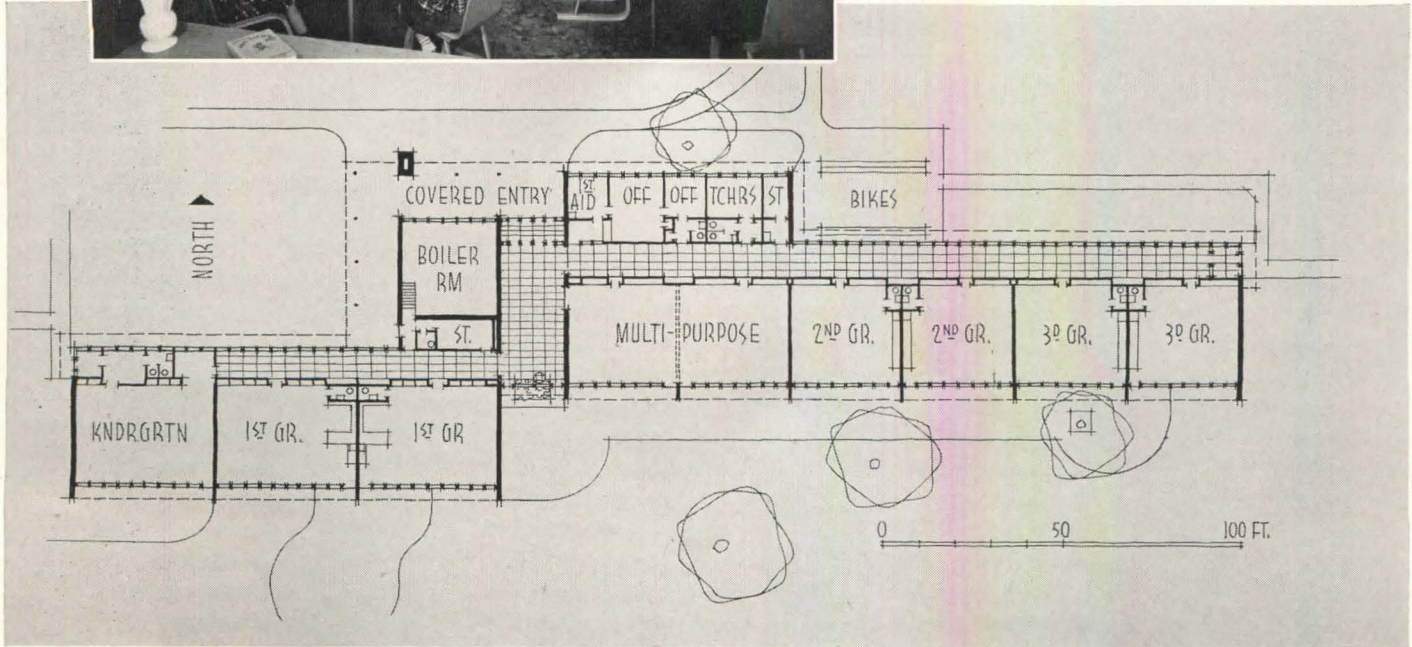 NORTH
COVERED ENTRY
ST
AID
OFF
OFF
TCHRS
ST
BIKES
BOILER
RM
ST.
MULTI-PURPOSE
2ND GR.
2ND GR.
3D GR.
3D GR.
KNDRGRTN
1ST GR.
1ST GR
0
50
100 FT.